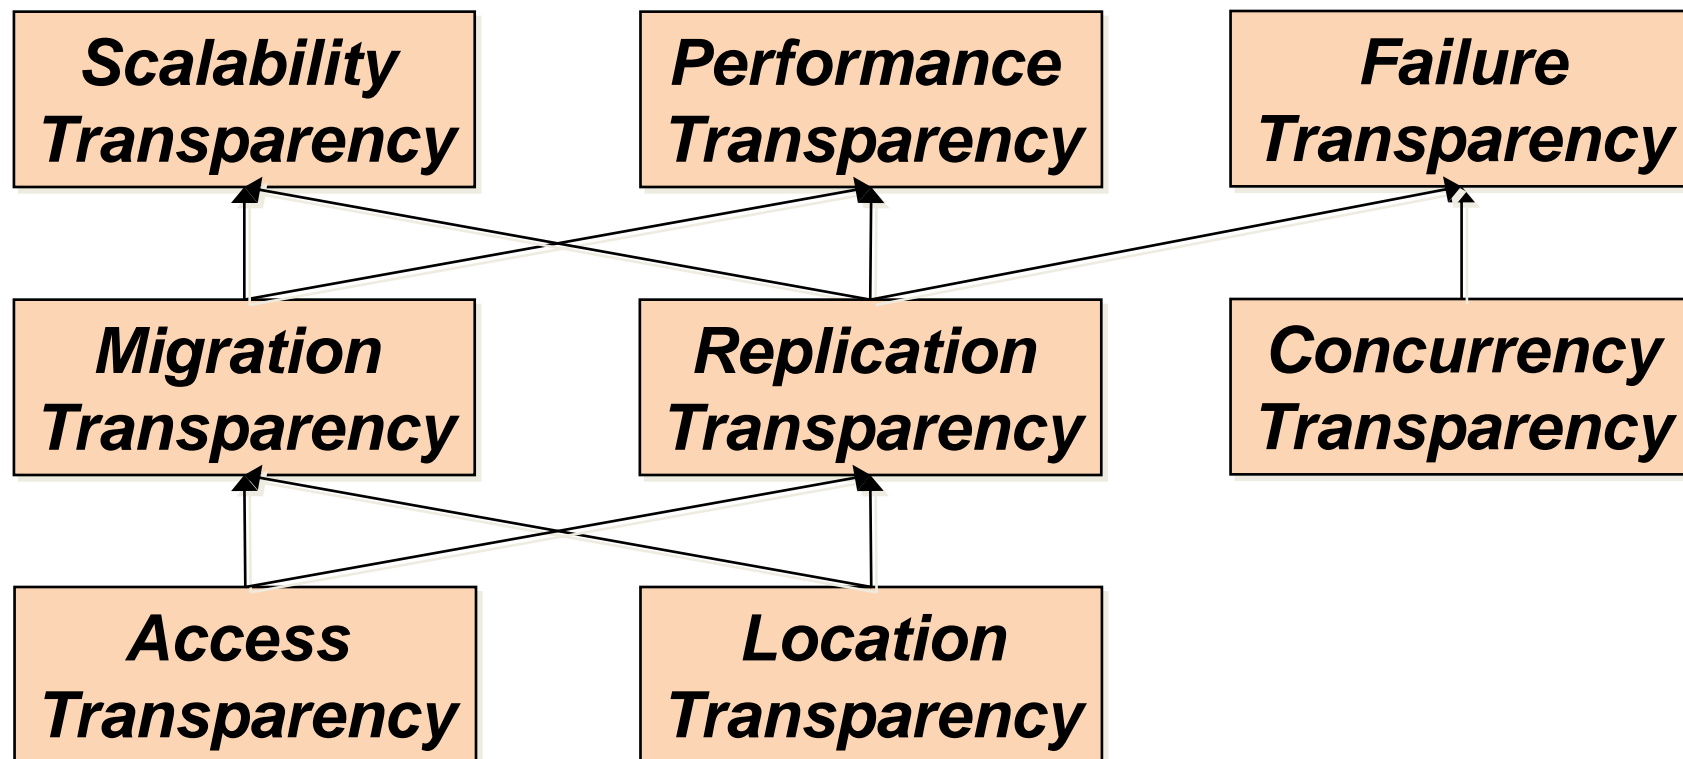 Scalability
Transparency
Performance
Transparency
Failure
Transparency
Migration
Transparency
Replication
Transparency
Concurrency
Transparency
Access
Transparency
Location
Transparency